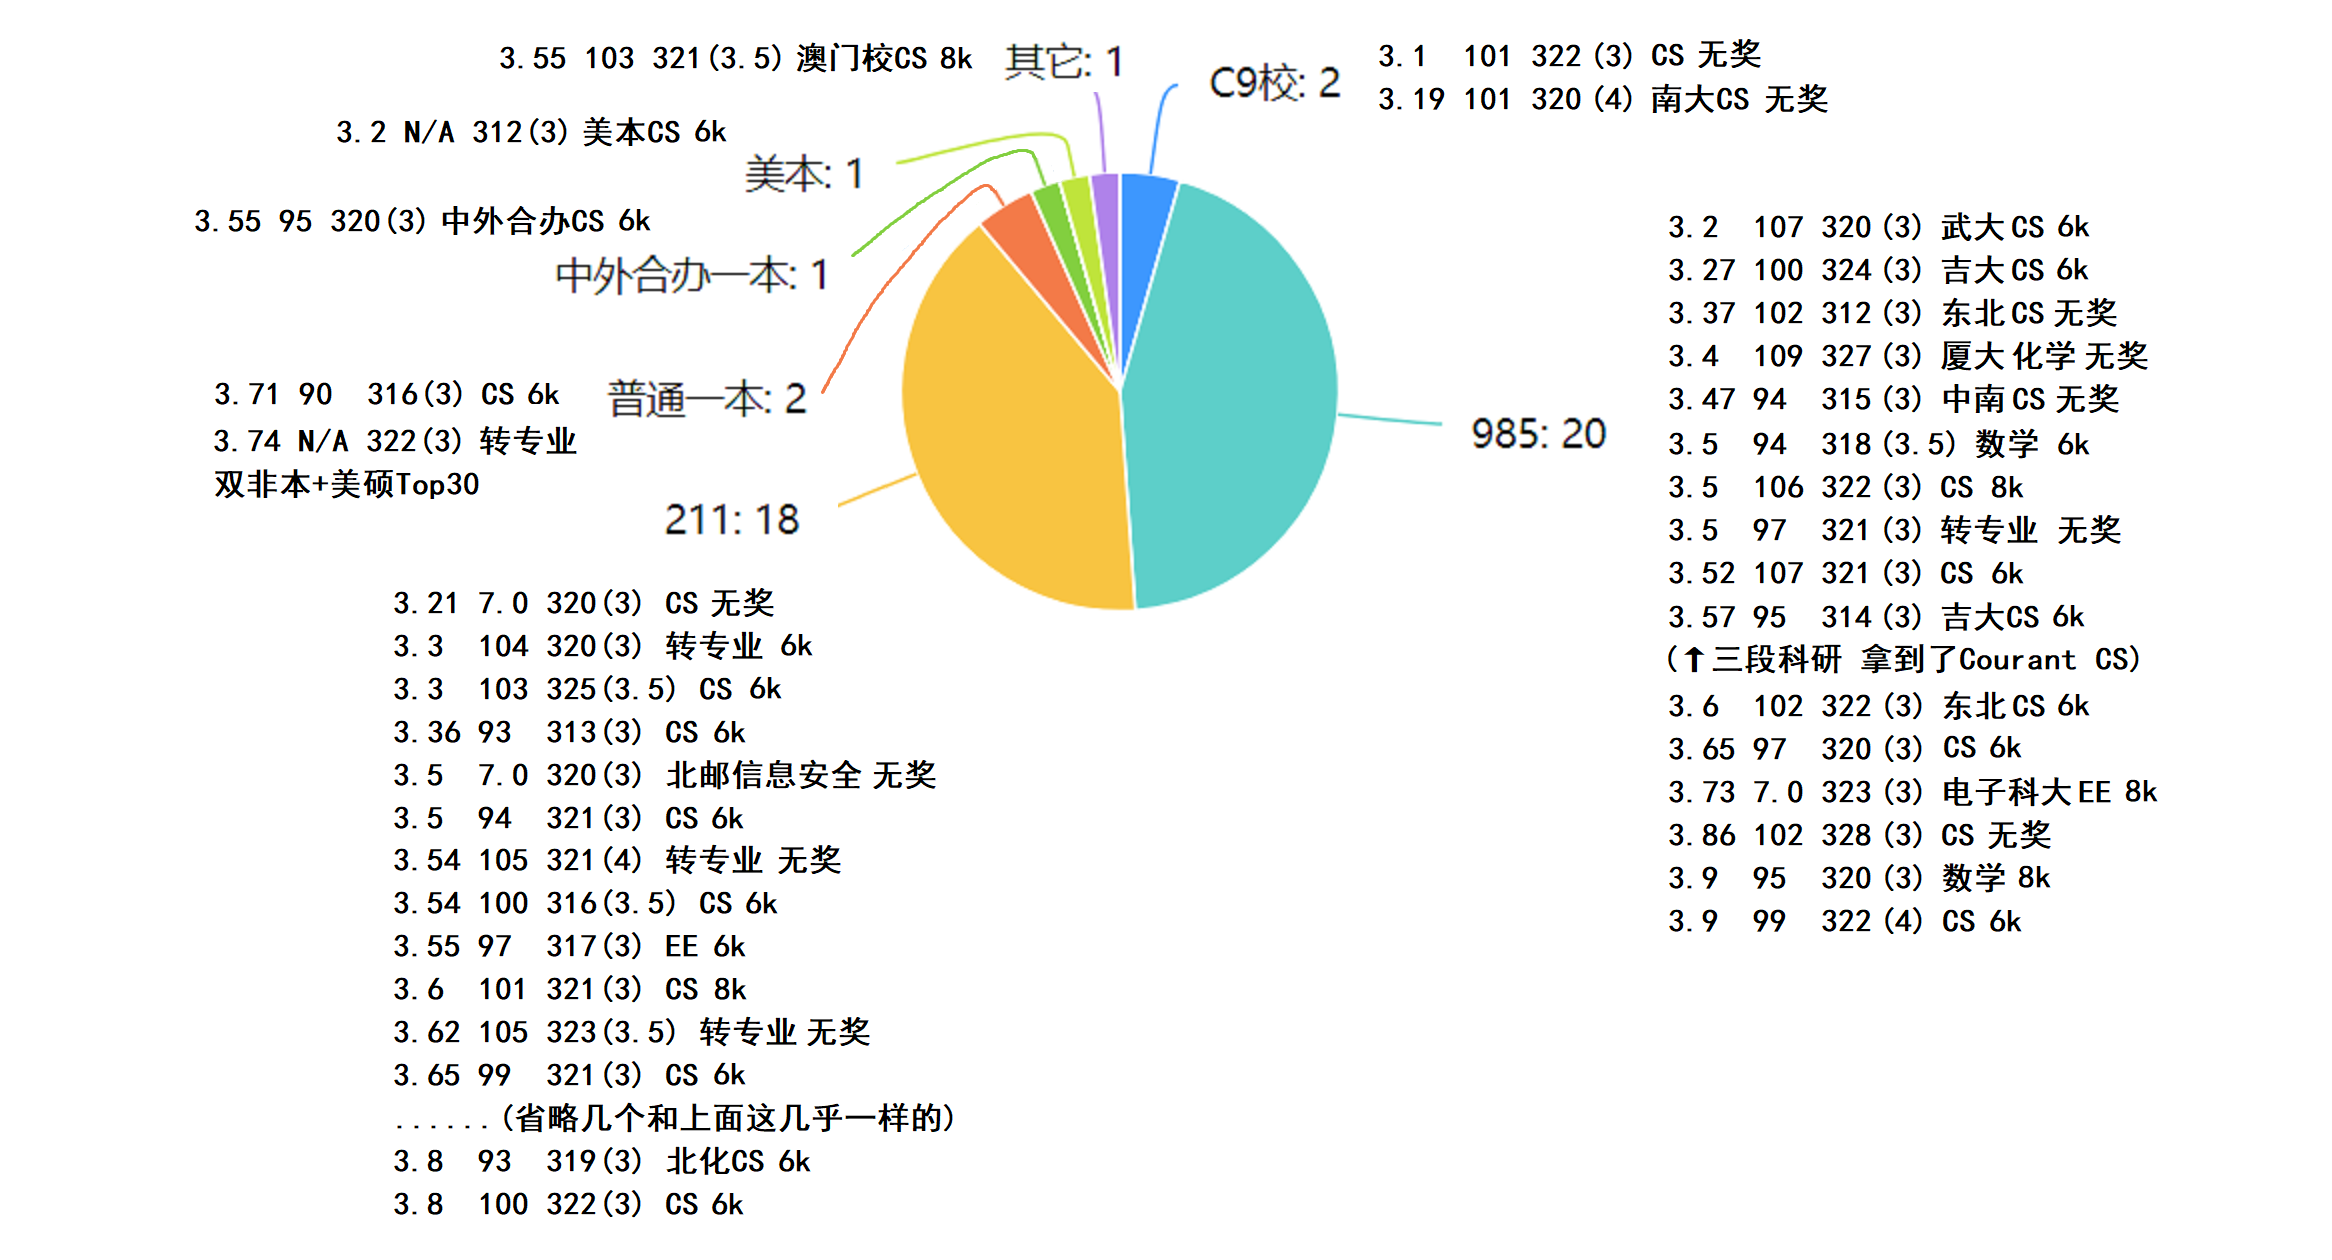 3.55 103 321(3.5) 澳门校CS 8k
其它: 1
C9校: 2
3.1 101 322(3) CS 无奖
3.19 101 320(4) 南大CS 无奖
3.2 N/A 312(3) 美本CS 6k
美本: 1
3.55 95 320(3) 中外合办CS 6k
中外合办一本: 1
3.71 90 316(3) CS 6k
3.74 N/A 322(3) 转专业
双非本+美硕Top30
普通一本: 2
211: 18
3.21 7.0 320(3) CS 无奖
3.3 104 320(3) 转专业 6k
3.3 103 325(3.5) CS 6k
3.36 93 313(3) CS 6k
3.5 7.0 320(3) 北邮信息安全 无奖
3.5 94 321(3) CS 6k
3.54 105 321(4) 转专业 无奖
3.54 100 316(3.5) CS 6k
3.55 97 317(3) EE 6k
3.6 101 321(3) CS 8k
3.62 105 323(3.5) 转专业 无奖
3.65 99 321(3) CS 6k
......(省略几个和上面这几乎一样的)
3.8 93 319(3) 北化CS 6k
3.8 100 322(3) CS 6k
985: 20
3.2 107 320(3) 武大CS 6k
3.27 100 324(3) 吉大CS 6k
3.37 102 312(3) 东北CS 无奖
3.4 109 327(3) 厦大化学 无奖
3.47 94 315(3) 中南CS 无奖
3.5 94 318(3.5) 数学 6k
3.5 106 322(3) CS 8k
3.5 97 321(3) 转专业 无奖
3.52 107 321(3) CS 6k
3.57 95 314(3) 吉大CS 6k
(↑三段科研 拿到了Courant CS)
3.6 102 322(3) 东北CS 6k
3.65 97 320(3) CS 6k
3.73 7.0 323(3) 电子科大EE 8k
3.86 102 328(3) CS 无奖
3.9 95 320(3) 数学 8k
3.9 99 322(4) CS 6k